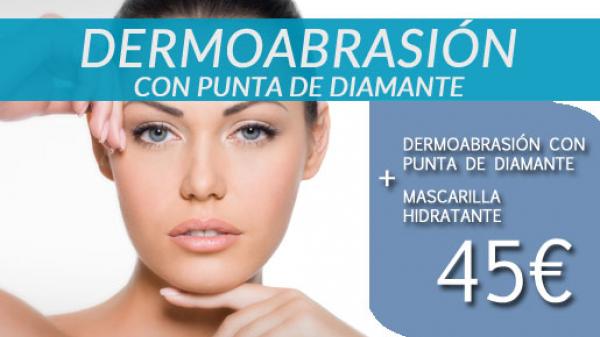 DERMOABRASIÓN
CON PUNTA DE DIAMANTE
DERMOABRASIÓN CON
PUNTA DE DIAMANTE
+
MASCARILLA
HIDRATANTE
45€